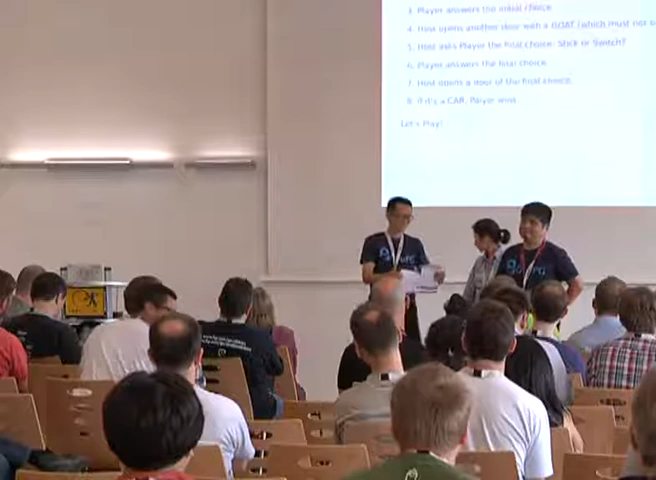 3. Player answers the initial choice.
4. Host opens another door with a GOAT (which must not
5. Host asks Player the final choice: Stick or Switch?
6. Player answers the final choice.
7. Host opens a door of the final choice.
8. If it's a CAR, Player wins.
Let's Play!